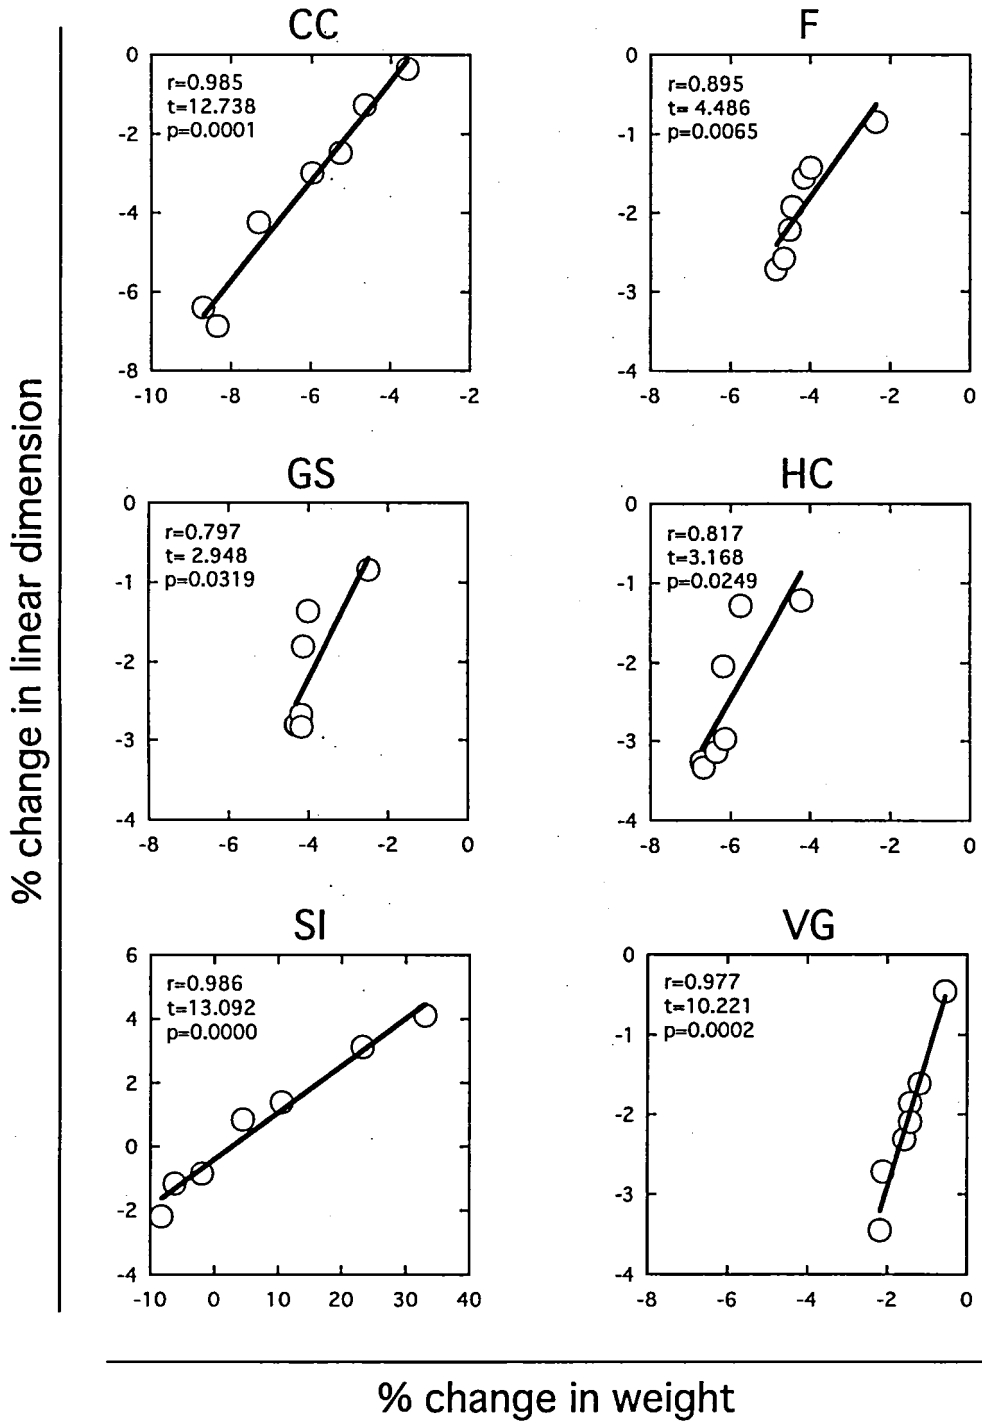 CC
0
-2
-4
-6
-8
r=0.985
t=12.738
p=0.0001
-10 -8 -6 -4 -2
F
0
-1
-2
-3
-4
r=0.895
t= 4.486
p=0.0065
-8 -6 -4 -2 0
GS
0
-1
-2
-3
-4
r=0.797
t= 2.948
p=0.0319
-8 -6 -4 -2 0
HC
0
-1
-2
-3
-4
r=0.817
t=3.168
p=0.0249
-8 -6 -4 -2 0
SI
6
4
2
0
-2
-4
r=0.986
t=13.092
p=0.0000
-10 0 10 20 30 40
VG
0
-1
-2
-3
-4
r=0.977
t=10.221
p=0.0002
-8 -6 -4 -2 0
% change in linear dimension
% change in weight